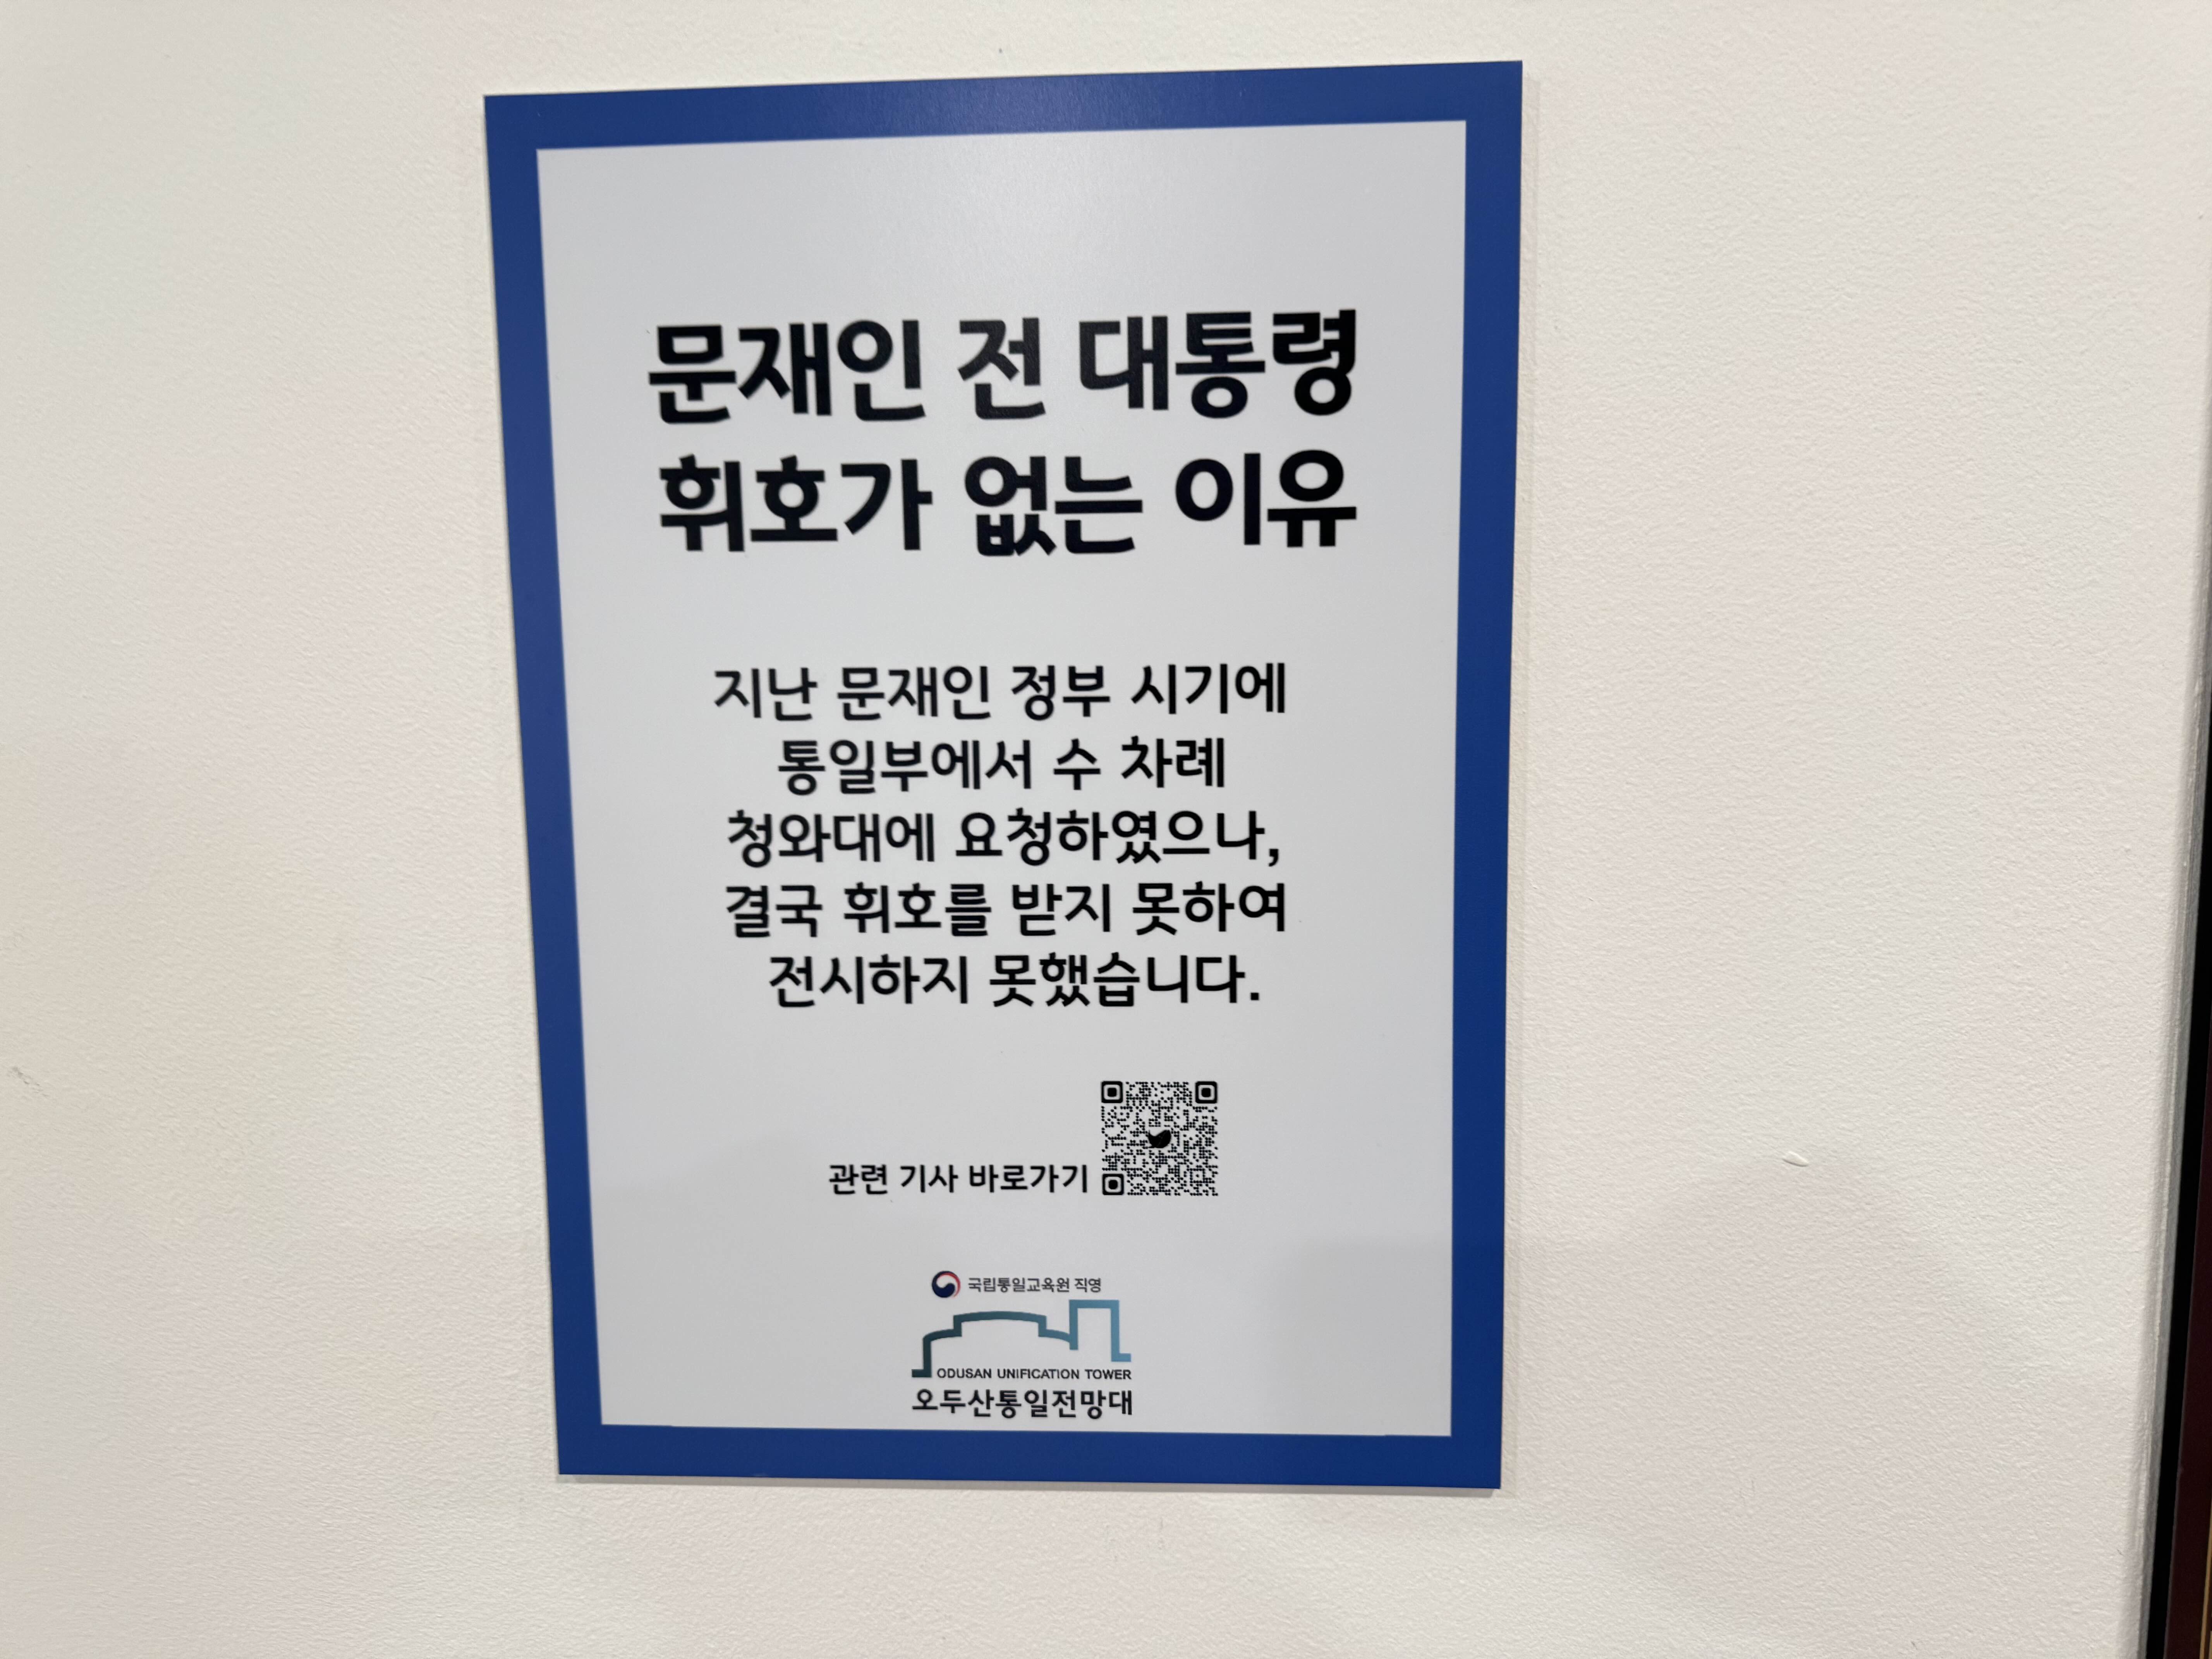 문재인 전 대통령
휘호가 없는 이유
지난 문재인 정부 시기에
통일부에서 수 차례
청와대에 요청하였으나,
결국 휘호를 받지 못하여
전시하지 못했습니다.
관련 기사 바로가기
국립통일교육원 직영
ODUSAN UNIFICATION TOWER
오두산통일전망대